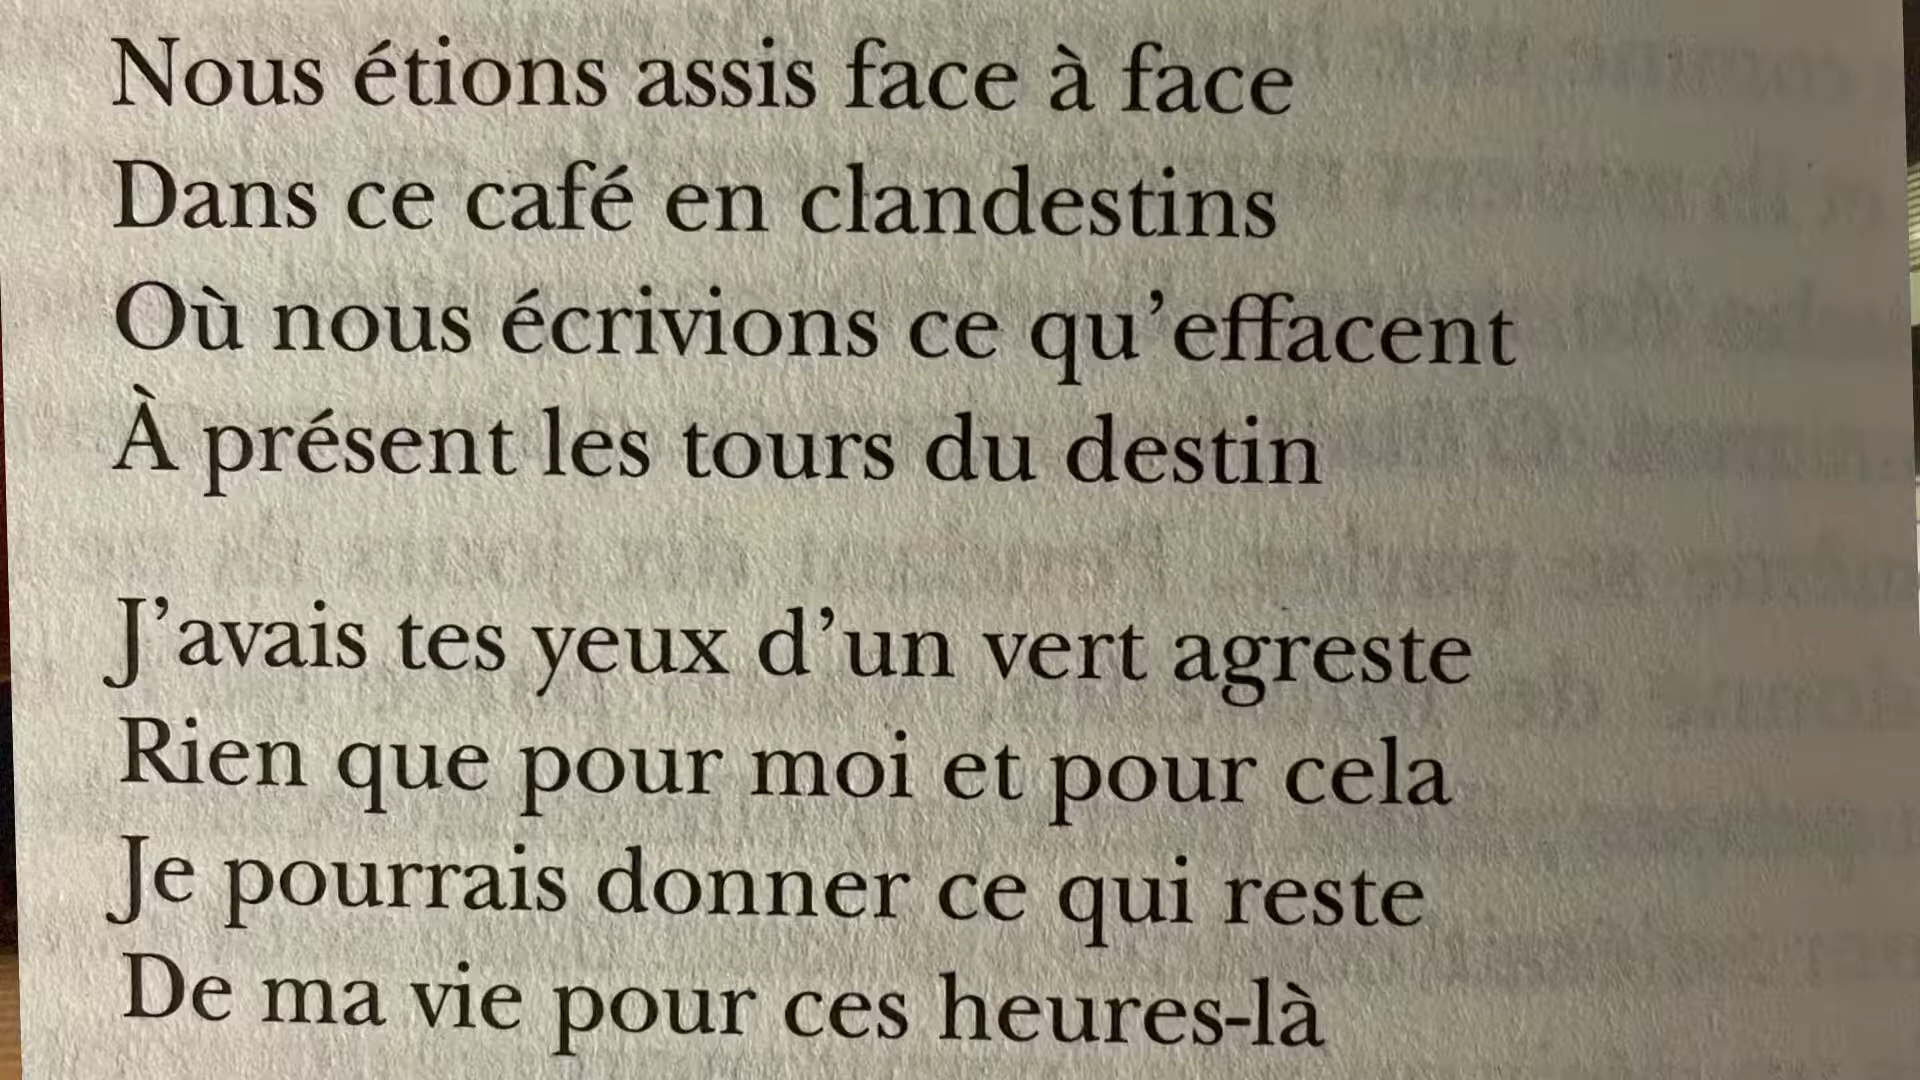 Nous étions assis face à face
Dans ce café en clandestins
Où nous écrivions ce qu’effacent
À présent les tours du destin
J’avais tes yeux d’un vert agreste
Rien que pour moi et pour cela
Je pourrais donner ce qui reste
De ma vie pour ces heures-là